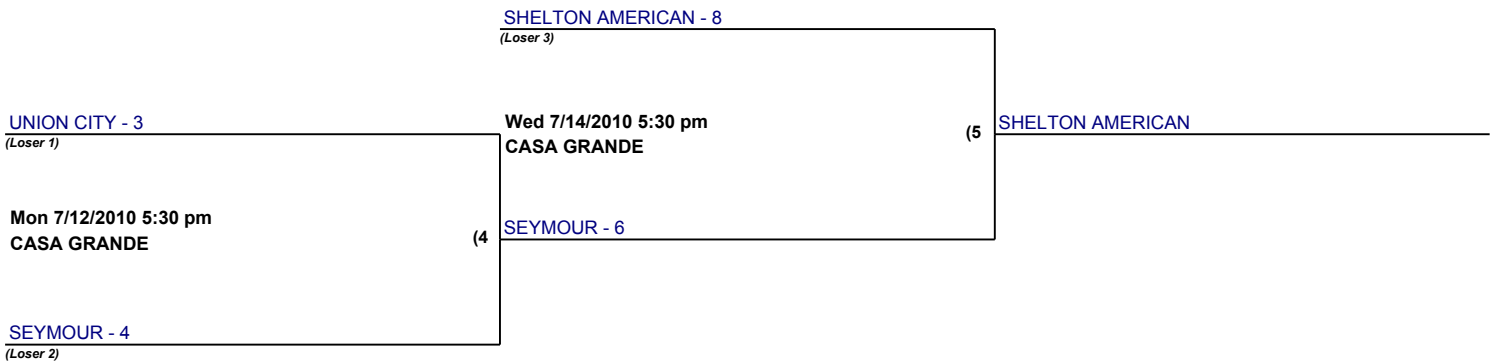 SHELTON AMERICAN - 8
(Loser 3)
UNION CITY - 3
(Loser 1)
Wed 7/14/2010 5:30 pm
CASA GRANDE
(5
SHELTON AMERICAN
Mon 7/12/2010 5:30 pm
CASA GRANDE
(4
SEYMOUR - 6
SEYMOUR - 4
(Loser 2)